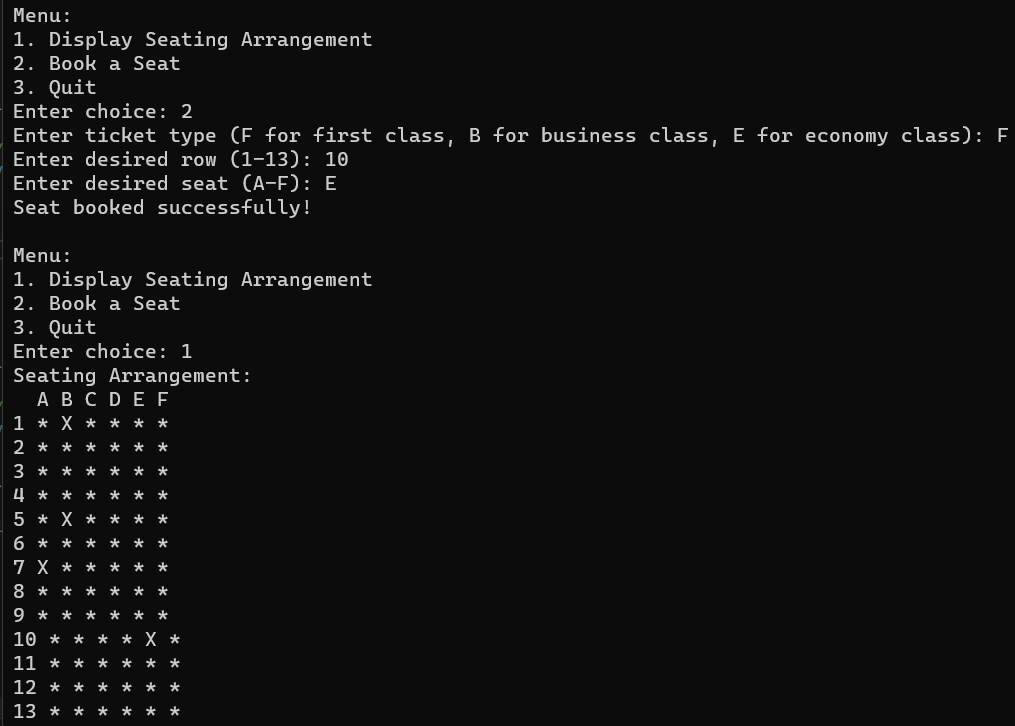 Menu:
1. Display Seating Arrangement
2. Book a Seat
3. Quit
Enter choice: 2
Enter ticket type (F for first class, B for business class, E for economy class): F
Enter desired row (1-13): 10
Enter desired seat (A-F): E
Seat booked successfully!

Menu:
1. Display Seating Arrangement
2. Book a Seat
3. Quit
Enter choice: 1
Seating Arrangement:
  A B C D E F
1 * X * * * *
2 * * * * * *
3 * * * * * *
4 * * * * * *
5 * X * * * *
6 * * * * * *
7 X * * * * *
8 * * * * * *
9 * * * * * *
10 * * * * X *
11 * * * * * *
12 * * * * * *
13 * * * * * *